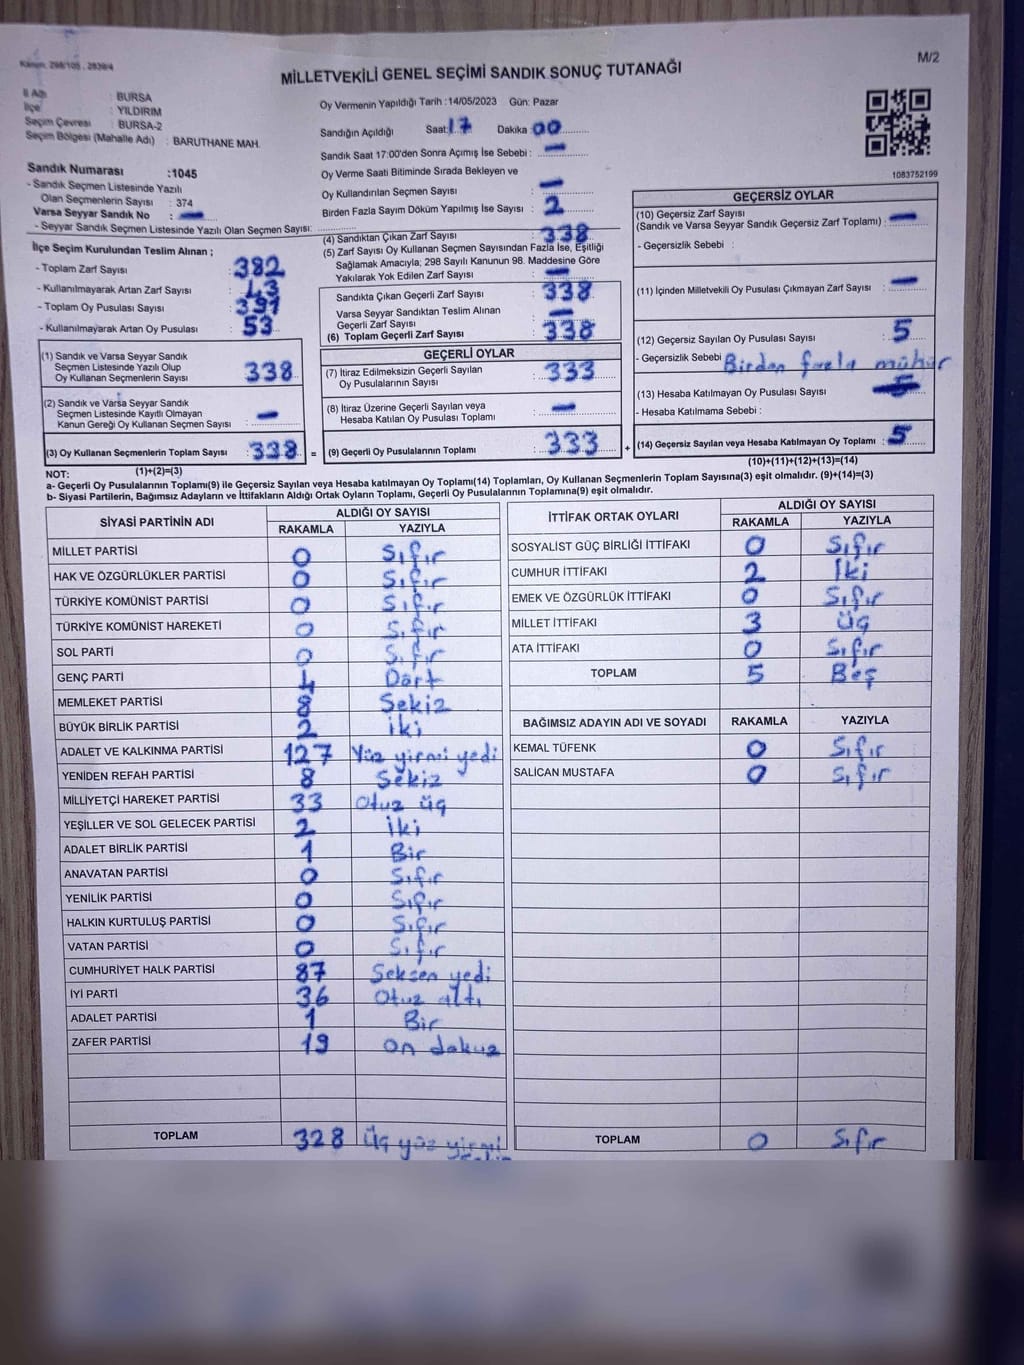 Kanun: 298/105 , 2839/4
M/2
MİLLETVEKİLİ GENEL SEÇİMİ SANDIK SONUÇ TUTANAĞI
İl Adı : BURSA
İlçe : YILDIRIM
Seçim Çevresi : BURSA-2
Seçim Bölgesi (Mahalle Adı) : BARUTHANE MAH.
Oy Vermenin Yapıldığı Tarih :14/05/2023 Gün: Pazar
Sandığın Açıldığı Saat: 17 Dakika : 00
Sandık Saat 17:00'den Sonra Açımış İse Sebebi : —
Oy Verme Saati Bitiminde Sırada Bekleyen ve
Oy Kullandırılan Seçmen Sayısı : —
Birden Fazla Sayım Döküm Yapılmış İse Sayısı : 2
1083752199
Sandık Numarası :1045
- Sandık Seçmen Listesinde Yazılı
Olan Seçmenlerin Sayısı : 374
Varsa Seyyar Sandık No : —
- Seyyar Sandık Seçmen Listesinde Yazılı Olan Seçmen Sayısı:
İlçe Seçim Kurulundan Teslim Alınan ;
- Toplam Zarf Sayısı : 382
- Kullanılmayarak Artan Zarf Sayısı :
- Toplam Oy Pusulası Sayısı : 391
- Kullanılmayarak Artan Oy Pusulası : 53
(1) Sandık ve Varsa Seyyar Sandık
Seçmen Listesinde Yazılı Olup
Oy Kullanan Seçmenlerin Sayısı : 338
(2) Sandık ve Varsa Seyyar Sandık
Seçmen Listesinde Kayıtlı Olmayan
Kanun Gereği Oy Kullanan Seçmen Sayısı : —
(3) Oy Kullanan Seçmenlerin Toplam Sayısı : 338 =
(4) Sandıktan Çıkan Zarf Sayısı : 338
(5) Zarf Sayısı Oy Kullanan Seçmen Sayısından Fazla İse, Eşitliği
Sağlamak Amacıyla; 298 Sayılı Kanunun 98. Maddesine Göre
Yakılarak Yok Edilen Zarf Sayısı : —
Sandıkta Çıkan Geçerli Zarf Sayısı : 338
Varsa Seyyar Sandıktan Teslim Alınan
Geçerli Zarf Sayısı : —
(6) Toplam Geçerli Zarf Sayısı : 338
GEÇERLİ OYLAR
(7) İtiraz Edilmeksizin Geçerli Sayılan
Oy Pusulalarının Sayısı : 333
(8) İtiraz Üzerine Geçerli Sayılan veya
Hesaba Katılan Oy Pusulası Toplamı : —
(9) Geçerli Oy Pusulalarının Toplamı : 333 +
GEÇERSİZ OYLAR
(10) Geçersiz Zarf Sayısı
(Sandık ve Varsa Seyyar Sandık Geçersiz Zarf Toplamı) : —
- Geçersizlik Sebebi :
(11) İçinden Milletvekili Oy Pusulası Çıkmayan Zarf Sayısı : —
(12) Geçersiz Sayılan Oy Pusulası Sayısı : 5
- Geçersizlik Sebebi : Birden fazla mühür
(13) Hesaba Katılmayan Oy Pusulası Sayısı :
- Hesaba Katılmama Sebebi :
(14) Geçersiz Sayılan veya Hesaba Katılmayan Oy Toplamı : 5
NOT: (1)+(2)=(3)
(10)+(11)+(12)+(13)=(14)
a- Geçerli Oy Pusulalarının Toplamı(9) ile Geçersiz Sayılan veya Hesaba katılmayan Oy Toplamı(14) Toplamları, Oy Kullanan Seçmenlerin Toplam Sayısına(3) eşit olmalıdır. (9)+(14)=(3)
b- Siyasi Partilerin, Bağımsız Adayların ve İttifakların Aldığı Ortak Oyların Toplamı, Geçerli Oy Pusulalarının Toplamına(9) eşit olmalıdır.
SİYASİ PARTİNİN ADI ALDIĞI OY SAYISI
RAKAMLA YAZIYLA
MİLLET PARTİSİ 0 Sıfır
HAK VE ÖZGÜRLÜKLER PARTİSİ 0 Sıfır
TÜRKİYE KOMÜNİST PARTİSİ 0 Sıfır
TÜRKİYE KOMÜNİST HAREKETİ 0 Sıfır
SOL PARTİ 0 Sıfır
GENÇ PARTİ 4 Dört
MEMLEKET PARTİSİ 8 Sekiz
BÜYÜK BİRLİK PARTİSİ 2 İki
ADALET VE KALKINMA PARTİSİ 127 Yüz yirmi yedi
YENİDEN REFAH PARTİSİ 8 Sekiz
MİLLİYETÇİ HAREKET PARTİSİ 33 Otuz üç
YEŞİLLER VE SOL GELECEK PARTİSİ 2 İki
ADALET BİRLİK PARTİSİ 1 Bir
ANAVATAN PARTİSİ 0 Sıfır
YENİLİK PARTİSİ 0 Sıfır
HALKIN KURTULUŞ PARTİSİ 0 Sıfır
VATAN PARTİSİ 0 Sıfır
CUMHURİYET HALK PARTİSİ 87 Seksen yedi
İYİ PARTİ 36 Otuz altı
ADALET PARTİSİ 1 Bir
ZAFER PARTİSİ 19 On dokuz
TOPLAM 328 Üç yüz yirmi
İTTİFAK ORTAK OYLARI ALDIĞI OY SAYISI
RAKAMLA YAZIYLA
SOSYALİST GÜÇ BİRLİĞİ İTTİFAKI 0 Sıfır
CUMHUR İTTİFAKI 2 İki
EMEK VE ÖZGÜRLÜK İTTİFAKI 0 Sıfır
MİLLET İTTİFAKI 3 Üç
ATA İTTİFAKI 0 Sıfır
TOPLAM 5 Beş
BAĞIMSIZ ADAYIN ADI VE SOYADI RAKAMLA YAZIYLA
KEMAL TÜFENK 0 Sıfır
SALİCAN MUSTAFA 0 Sıfır
TOPLAM 0 Sıfır